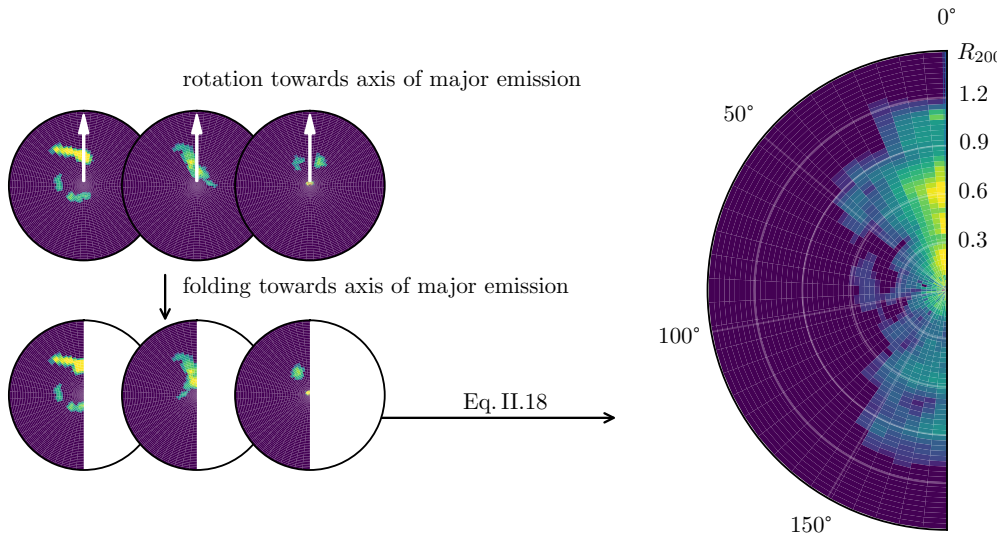 rotation towards axis of major emission
folding towards axis of major emission
Eq. II.18
0°
R200
1.2
0.9
0.6
0.3
50°
100°
150°